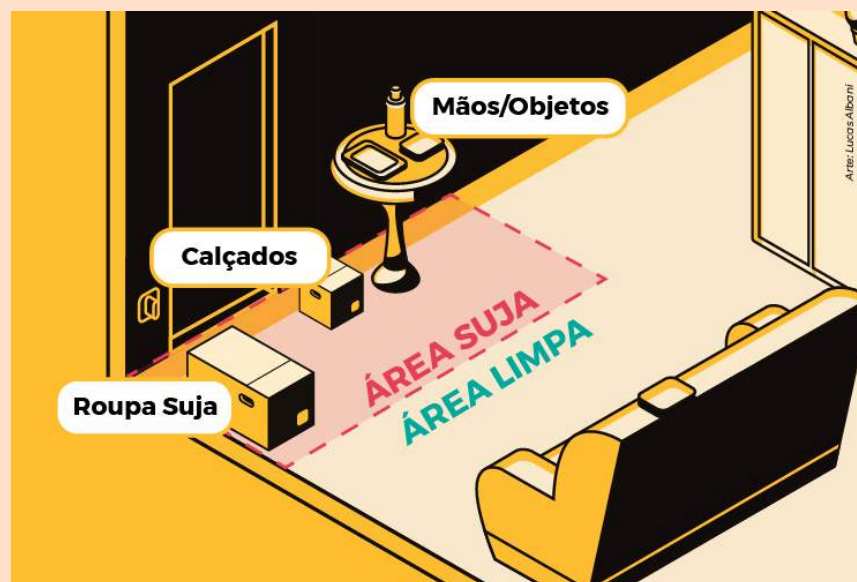 Mãos/Objetos
Calçados
Roupa Suja
ÁREA SUJA
ÁREA LIMPA
Arte: Lucas Albani